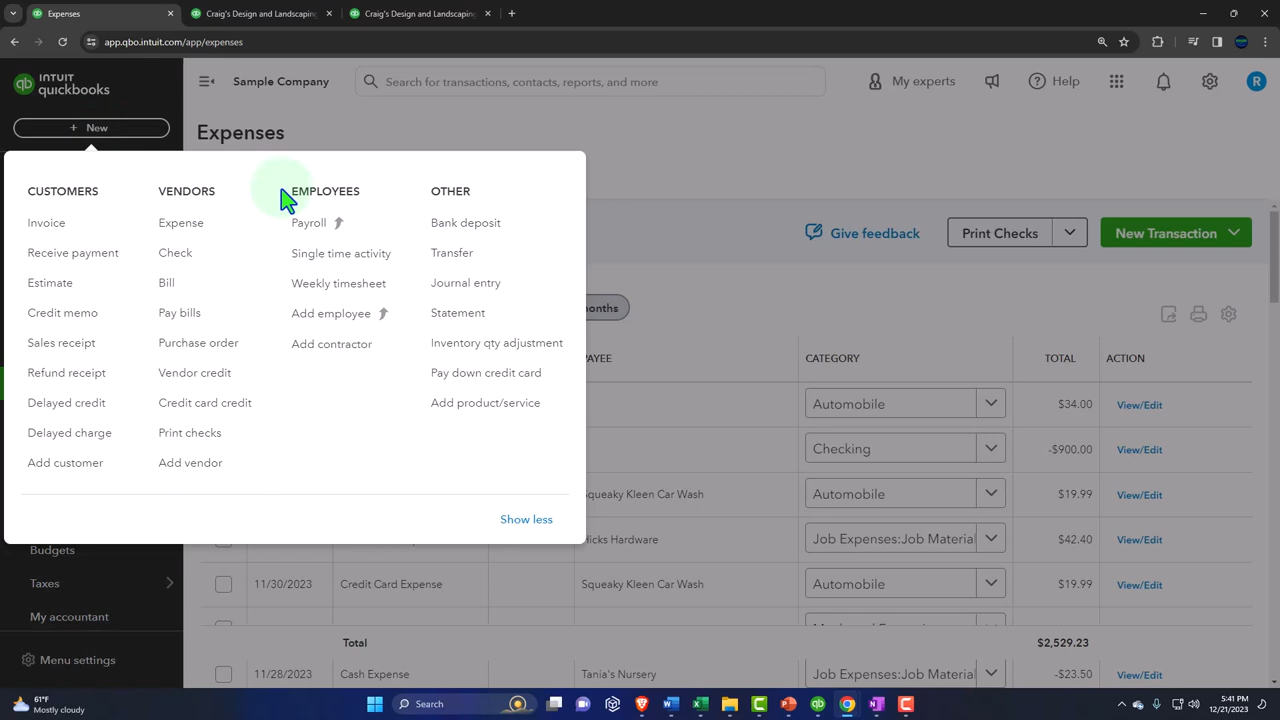 Expenses
Craig's Design and Landscaping
Craig's Design and Landscaping
app.qbo.intuit.com/app/expenses
INTUIT
quickbooks
Sample Company
Search for transactions, contacts, reports, and more
My experts
Help
R
+ New
Expenses
CUSTOMERS
Invoice
Receive payment
Estimate
Credit memo
Sales receipt
Refund receipt
Delayed credit
Delayed charge
Add customer
VENDORS
Expense
Check
Bill
Pay bills
Purchase order
Vendor credit
Credit card credit
Print checks
Add vendor
EMPLOYEES
Payroll
Single time activity
Weekly timesheet
Add employee
Add contractor
OTHER
Bank deposit
Transfer
Journal entry
Statement
Inventory qty adjustment
Pay down credit card
Add product/service
Show less
Give feedback
Print Checks
New Transaction
months
PAYEE CATEGORY TOTAL ACTION
Automobile $34.00 View/Edit
Checking -$900.00 View/Edit
Squeaky Kleen Car Wash Automobile $19.99 View/Edit
Hicks Hardware Job Expenses:Job Material $42.40 View/Edit
11/30/2023 Credit Card Expense Squeaky Kleen Car Wash Automobile $19.99 View/Edit
Total $2,529.23
11/28/2023 Cash Expense Tania's Nursery Job Expenses:Job Material -$23.50 View/Edit
Budgets
Taxes
My accountant
Menu settings
61°F
Mostly cloudy
Search
5:41 PM
12/21/2023